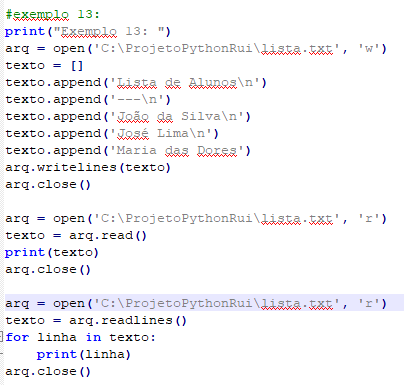 #exemplo 13:
print("Exemplo 13: ")
arq = open('C:\ProjetoPythonRui\lista.txt', 'w')
texto = []
texto.append('Lista de Alunos\n')
texto.append('---\n')
texto.append('João da Silva\n')
texto.append('José Lima\n')
texto.append('Maria das Dores')
arq.writelines(texto)
arq.close()

arq = open('C:\ProjetoPythonRui\lista.txt', 'r')
texto = arq.read()
print(texto)
arq.close()

arq = open('C:\ProjetoPythonRui\lista.txt', 'r')
texto = arq.readlines()
for linha in texto:
    print(linha)
arq.close()